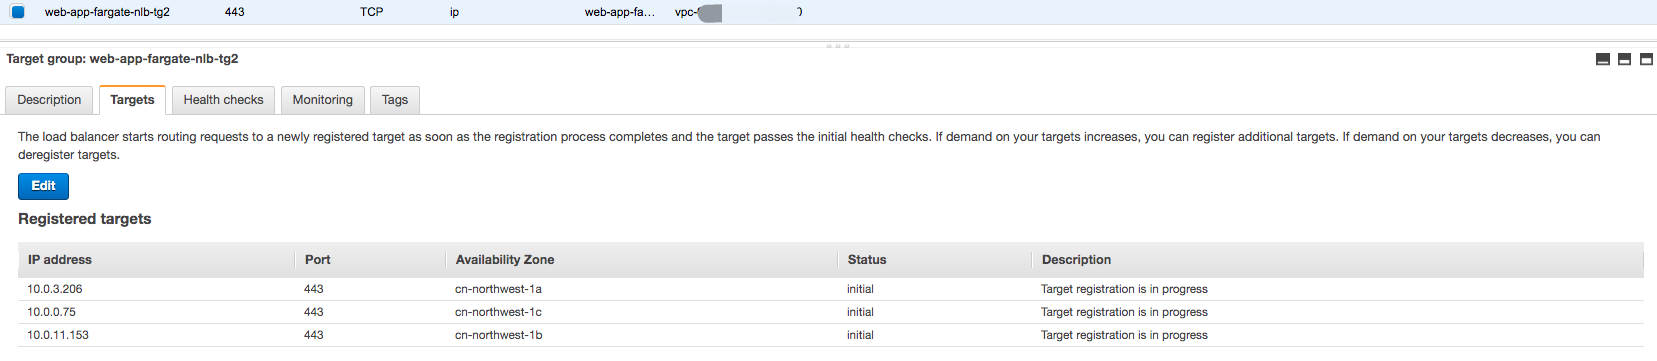 web-app-fargate-nlb-tg2 443 TCP ip web-app-fa... vpc-
Target group: web-app-fargate-nlb-tg2
Description Targets Health checks Monitoring Tags
The load balancer starts routing requests to a newly registered target as soon as the registration process completes and the target passes the initial health checks. If demand on your targets increases, you can register additional targets. If demand on your targets decreases, you can
deregister targets.
Edit
Registered targets
IP address Port Availability Zone Status Description
10.0.3.206 443 cn-northwest-1a initial Target registration is in progress
10.0.0.75 443 cn-northwest-1c initial Target registration is in progress
10.0.11.153 443 cn-northwest-1b initial Target registration is in progress